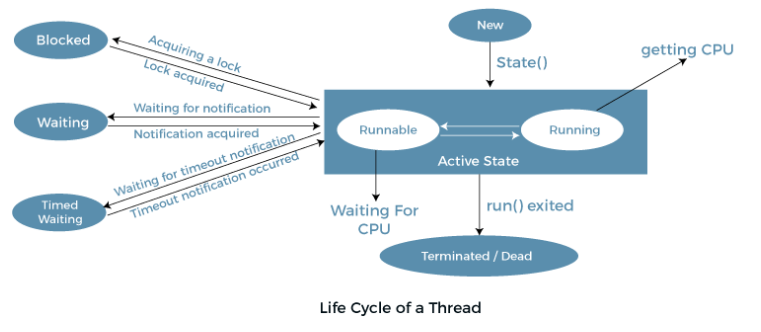 New
Blocked
Acquiring a lock
Lock acquired
State()
getting CPU
Waiting
Waiting for notification
Notification acquired
Runnable
Running
Active State
Waiting for timeout notification
Timeout notification occurred
Timed
Waiting
Waiting For
CPU
run() exited
Terminated / Dead
Life Cycle of a Thread